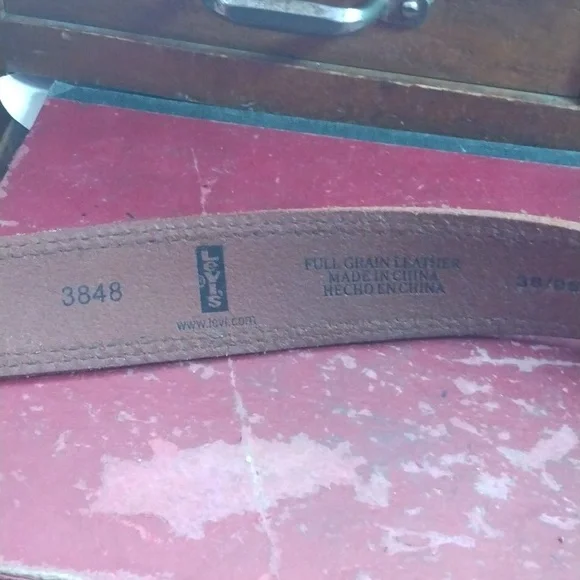 3848
Levi's
www.levi.com
FULL GRAIN LEATHER
MADE IN CHINA
HECHO EN CHINA